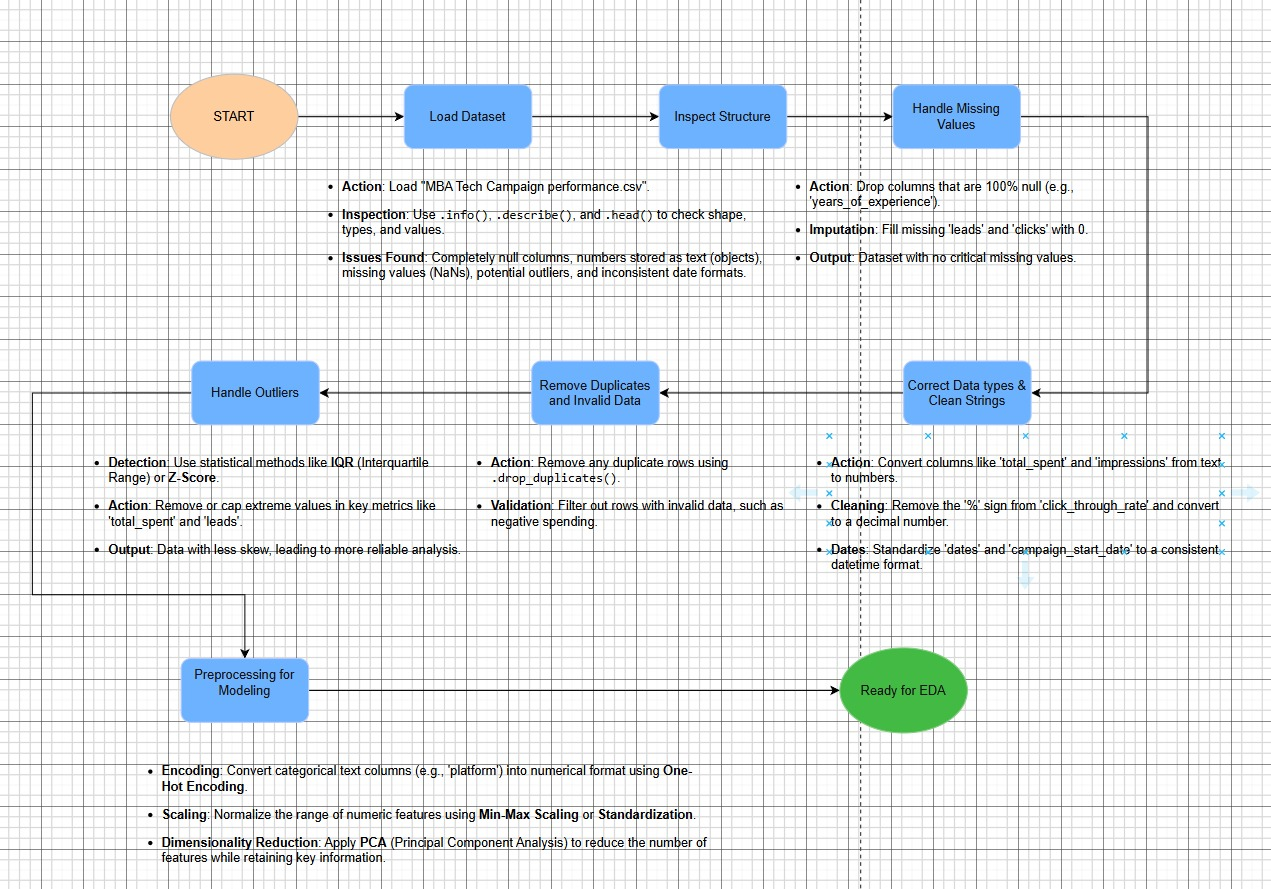 START
Load Dataset
Inspect Structure
Handle Missing
Values
• Action: Load "MBA Tech Campaign performance.csv".
• Inspection: Use .info(), .describe(), and .head() to check shape,
types, and values.
• Issues Found: Completely null columns, numbers stored as text (objects),
missing values (NaNs), potential outliers, and inconsistent date formats.
• Action: Drop columns that are 100% null (e.g.,
'years_of_experience').
• Imputation: Fill missing 'leads' and 'clicks' with 0.
• Output: Dataset with no critical missing values.
Handle Outliers
Remove Duplicates
and Invalid Data
Correct Data types &
Clean Strings
• Detection: Use statistical methods like IQR (Interquartile
Range) or Z-Score.
• Action: Remove or cap extreme values in key metrics like
'total_spent' and 'leads'.
• Output: Data with less skew, leading to more reliable analysis.
• Action: Remove any duplicate rows using
.drop_duplicates().
• Validation: Filter out rows with invalid data, such as
negative spending.
• Action: Convert columns like 'total_spent' and 'impressions' from text
to numbers.
• Cleaning: Remove the '%' sign from 'click_through_rate' and convert
to a decimal number.
• Dates: Standardize 'dates' and 'campaign_start_date' to a consistent
datetime format.
Preprocessing for
Modeling
Ready for EDA
• Encoding: Convert categorical text columns (e.g., 'platform') into numerical format using One-
Hot Encoding.
• Scaling: Normalize the range of numeric features using Min-Max Scaling or Standardization.
• Dimensionality Reduction: Apply PCA (Principal Component Analysis) to reduce the number of
features while retaining key information.